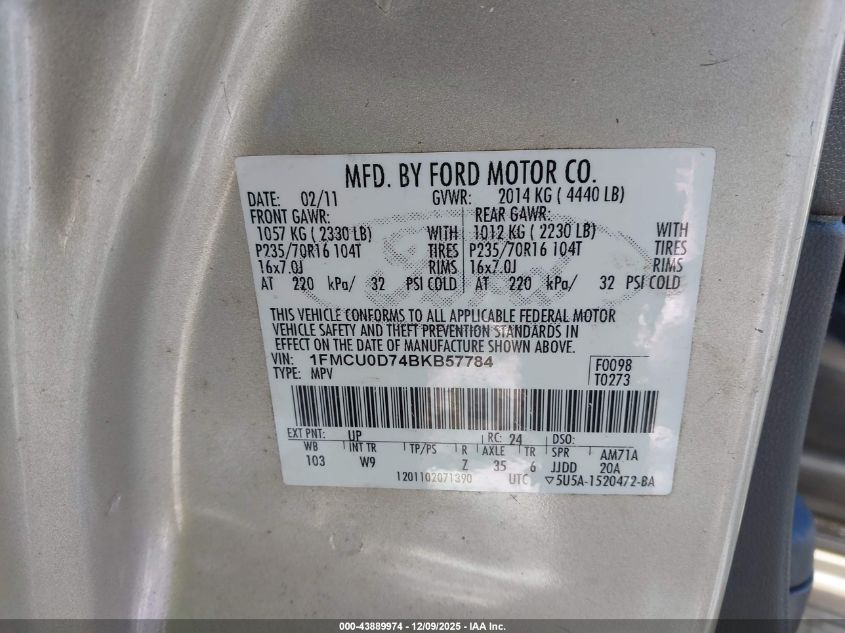 MFD. BY FORD MOTOR CO.
DATE: 02/11 GVWR: 2014 KG ( 4440 LB)
FRONT GAWR: REAR GAWR:
1057 KG ( 2330 LB) WITH 1012 KG ( 2230 LB) WITH
P235/70R16 104T TIRES P235/70R16 104T TIRES
16x7.0J RIMS 16x7.0J RIMS
AT 220 kPa/ 32 PSI COLD AT 220 kPa/ 32 PSI COLD
THIS VEHICLE CONFORMS TO ALL APPLICABLE FEDERAL MOTOR
VEHICLE SAFETY AND THEFT PREVENTION STANDARDS IN
EFFECT ON THE DATE OF MANUFACTURE SHOWN ABOVE.
VIN: 1FMCU0D74BKB57784 F0098
TYPE: MPV T0273
EXT PNT: UP RC: 24 DSO:
WB INT TR TP/PS R AXLE TR SPR AM71A
103 W9 Z 35 6 JJDD 20A
1201102071390 UTC ▽5U5A-1520472-BA
000-43889974 / 12/09/2025 - IAA Inc.